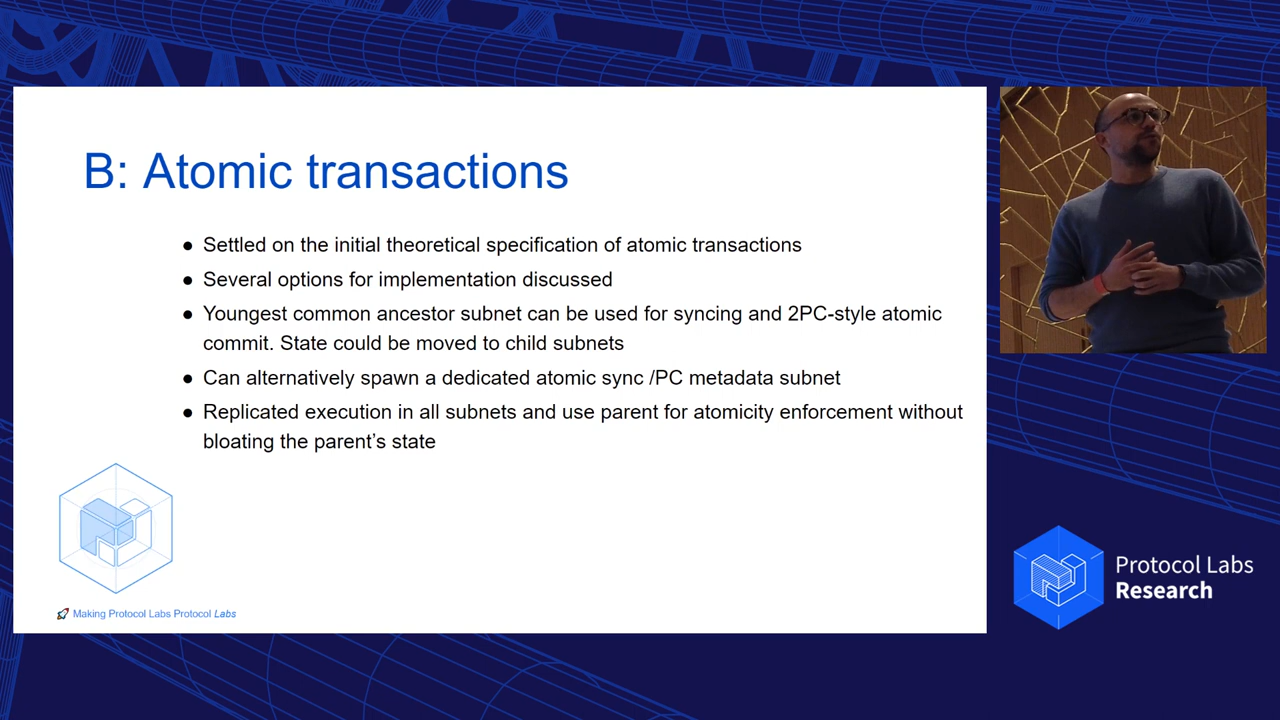 B: Atomic transactions
● Settled on the initial theoretical specification of atomic transactions
● Several options for implementation discussed
● Youngest common ancestor subnet can be used for syncing and 2PC-style atomic
commit. State could be moved to child subnets
● Can alternatively spawn a dedicated atomic sync /PC metadata subnet
● Replicated execution in all subnets and use parent for atomicity enforcement without
bloating the parent's state
🚀 Making Protocol Labs Protocol Labs
Protocol Labs
Research